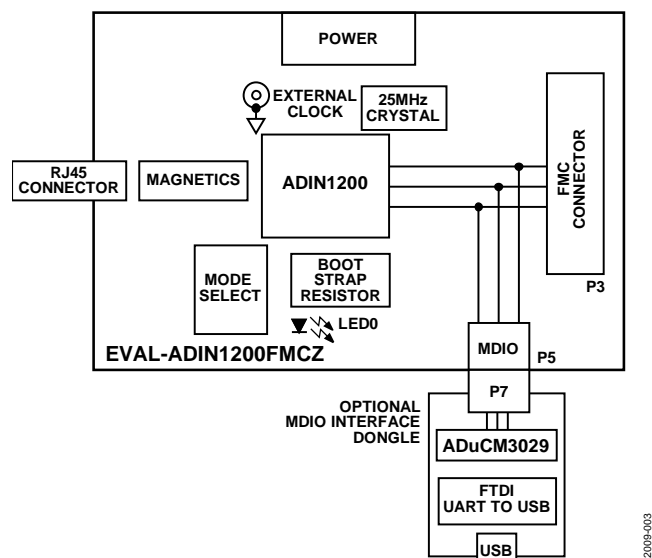 POWER
EXTERNAL
CLOCK
25MHz
CRYSTAL
RJ45
CONNECTOR
MAGNETICS
ADIN1200
FMC
CONNECTOR
MODE
SELECT
BOOT
STRAP
RESISTOR
LED0
P3
EVAL-ADIN1200FMCZ
MDIO
P5
P7
OPTIONAL
MDIO INTERFACE
DONGLE
ADuCM3029
FTDI
UART TO USB
USB
2009-003